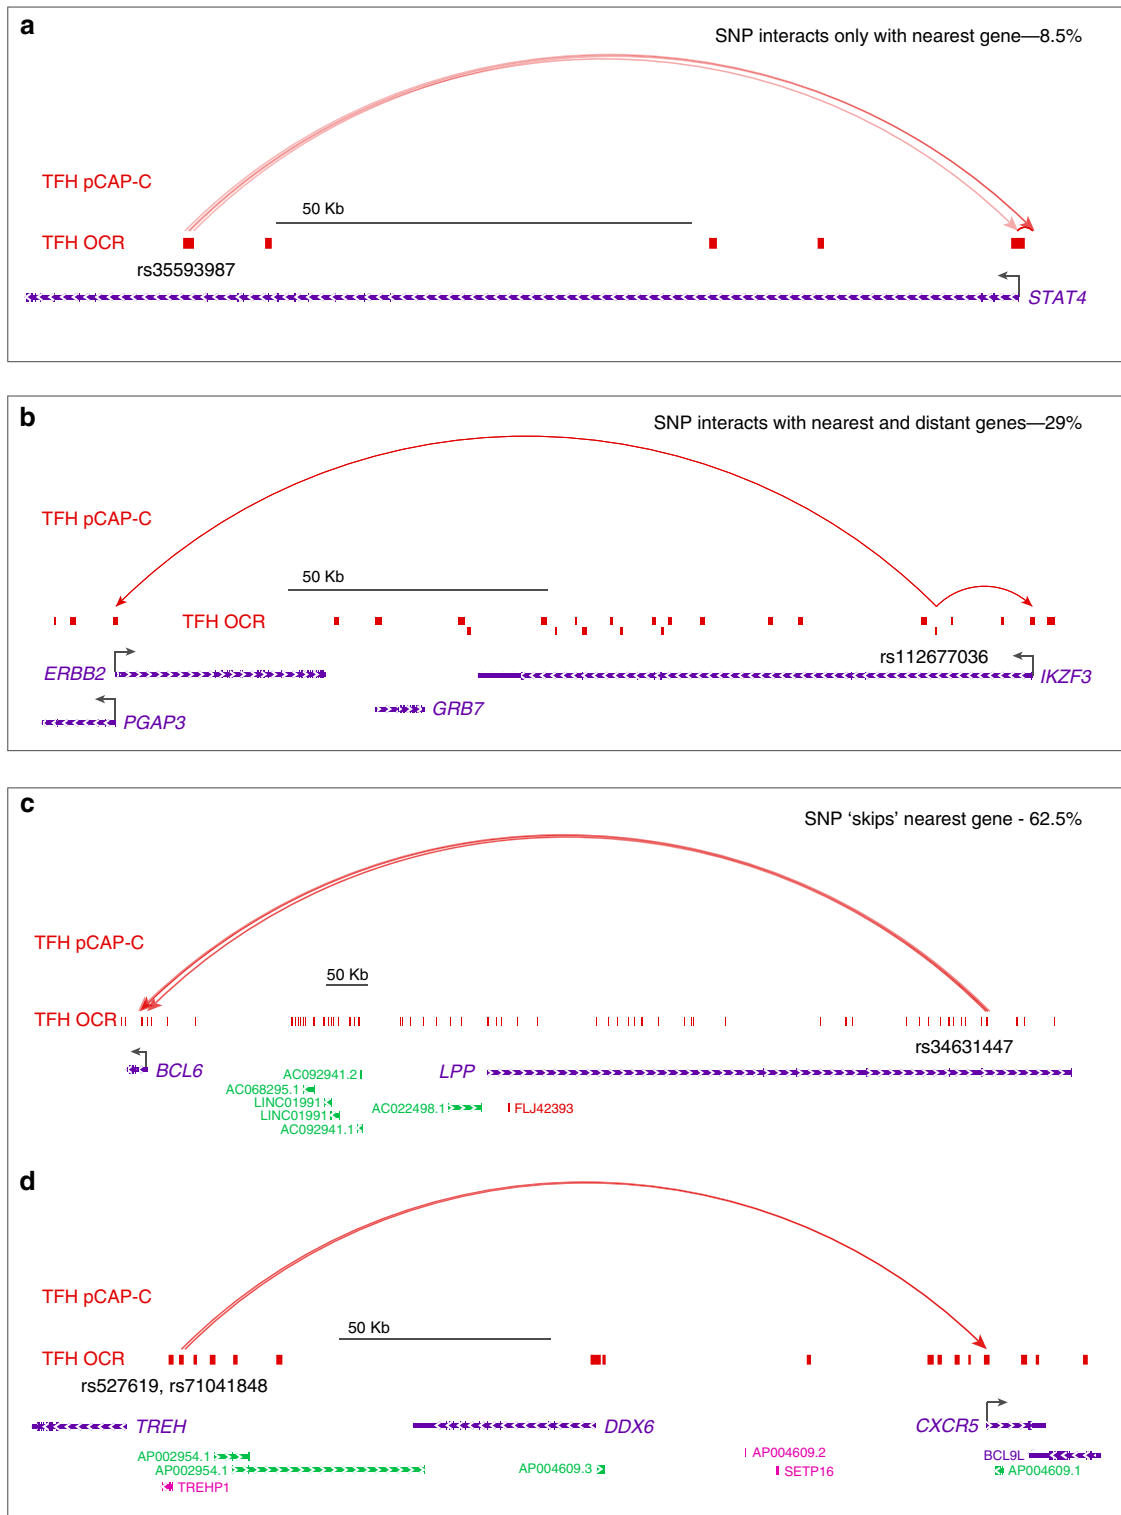 a
SNP interacts only with nearest gene—8.5%
TFH pCAP-C
50 Kb
TFH OCR
rs35593987
STAT4
b
SNP interacts with nearest and distant genes—29%
TFH pCAP-C
50 Kb
TFH OCR
rs112677036
ERBB2
IKZF3
PGAP3
GRB7
c
SNP ‘skips’ nearest gene - 62.5%
TFH pCAP-C
50 Kb
TFH OCR
rs34631447
BCL6
AC092941.2
LPP
AC068295.1
LINC01991
AC022498.1
FLJ42393
LINC01991
AC092941.1
d
TFH pCAP-C
50 Kb
TFH OCR
rs527619, rs71041848
TREH
DDX6
CXCR5
AP002954.1
AP004609.2
BCL9L
AP002954.1
AP004609.3
SETP16
AP004609.1
TREHP1